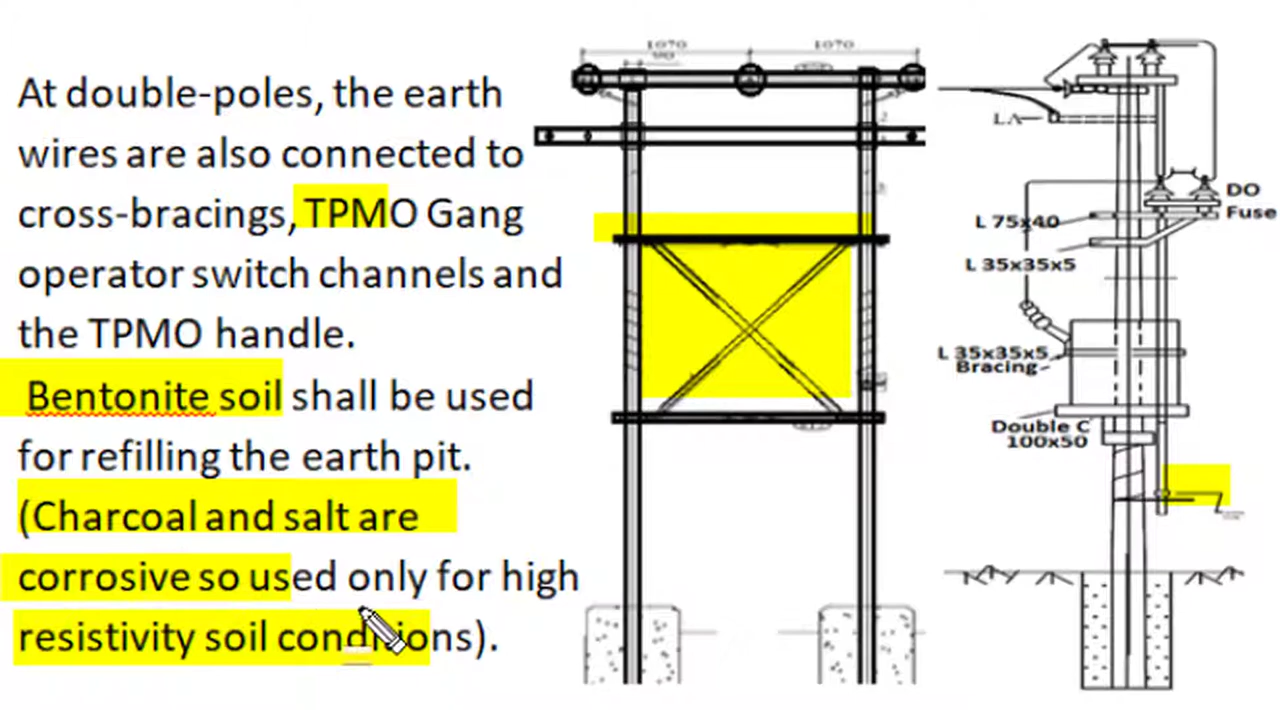 At double-poles, the earth
wires are also connected to
cross-bracings, TPMO Gang
operator switch channels and
the TPMO handle.
Bentonite soil shall be used
for refilling the earth pit.
(Charcoal and salt are
corrosive so used only for high
resistivity soil conditions).
1070 1070
LA
DO
Fuse
L 75x40
L 35x35x5
L 35x35x5
Bracing
Double C
100x50